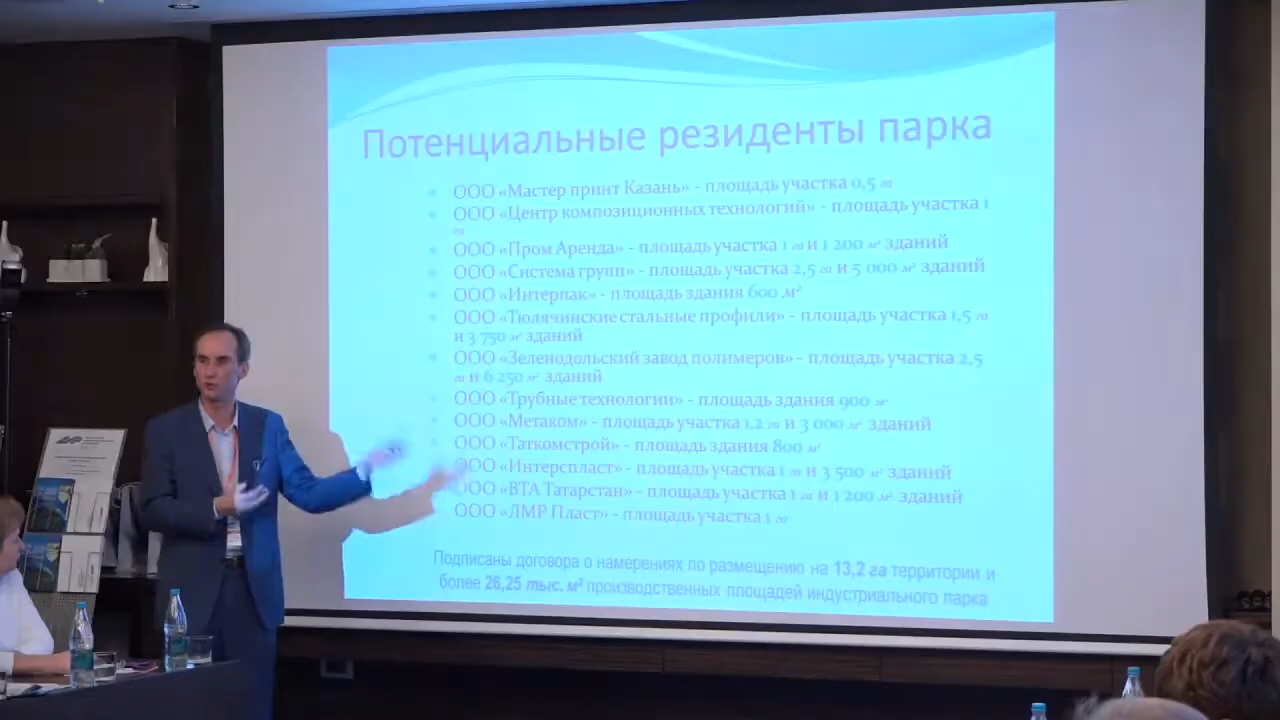 Потенциальные резиденты парка
ООО «Мастер принт Казань» - площадь участка 0,5 га
ООО «Центр композиционных технологий» - площадь участка 1
га
ООО «Пром Аренда» - площадь участка 1 га и 1 200 м² зданий
ООО «Система групп» - площадь участка 2,5 га и 5 000 м² зданий
ООО «Интерпак» - площадь здания 600 м²
ООО «Тюлячинские стальные профили» - площадь участка 1,5 га
и 3 750 м² зданий
ООО «Зеленодольский завод полимеров» - площадь участка 2,5
га и 6 250 м² зданий
ООО «Трубные технологии» - площадь здания 900 м²
ООО «Метаком» - площадь участка 1,2 га и 3 000 м² зданий
ООО «Таткомстрой» - площадь здания 800 м²
ООО «Интерспласт» - площадь участка 1 га и 3 500 м² зданий
ООО «ВТА Татарстан» - площадь участка 1 га и 1 200 м² зданий
ООО «ЛМР Пласт» - площадь участка 1 га
Подписаны договора о намерениях по размещению на 13,2 га территории и
более 26,25 тыс. м² производственных площадей индустриального парка